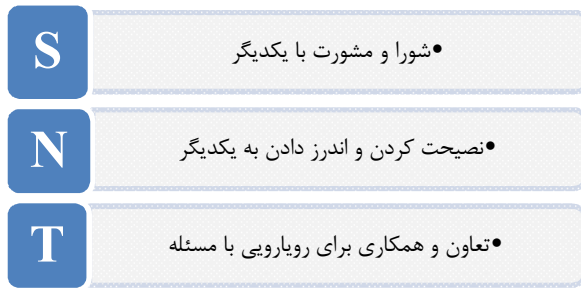 S
•شورا و مشورت با یکدیگر
N
•نصیحت کردن و اندرز دادن به یکدیگر
T
•تعاون و همکاری برای رویارویی با مسئله